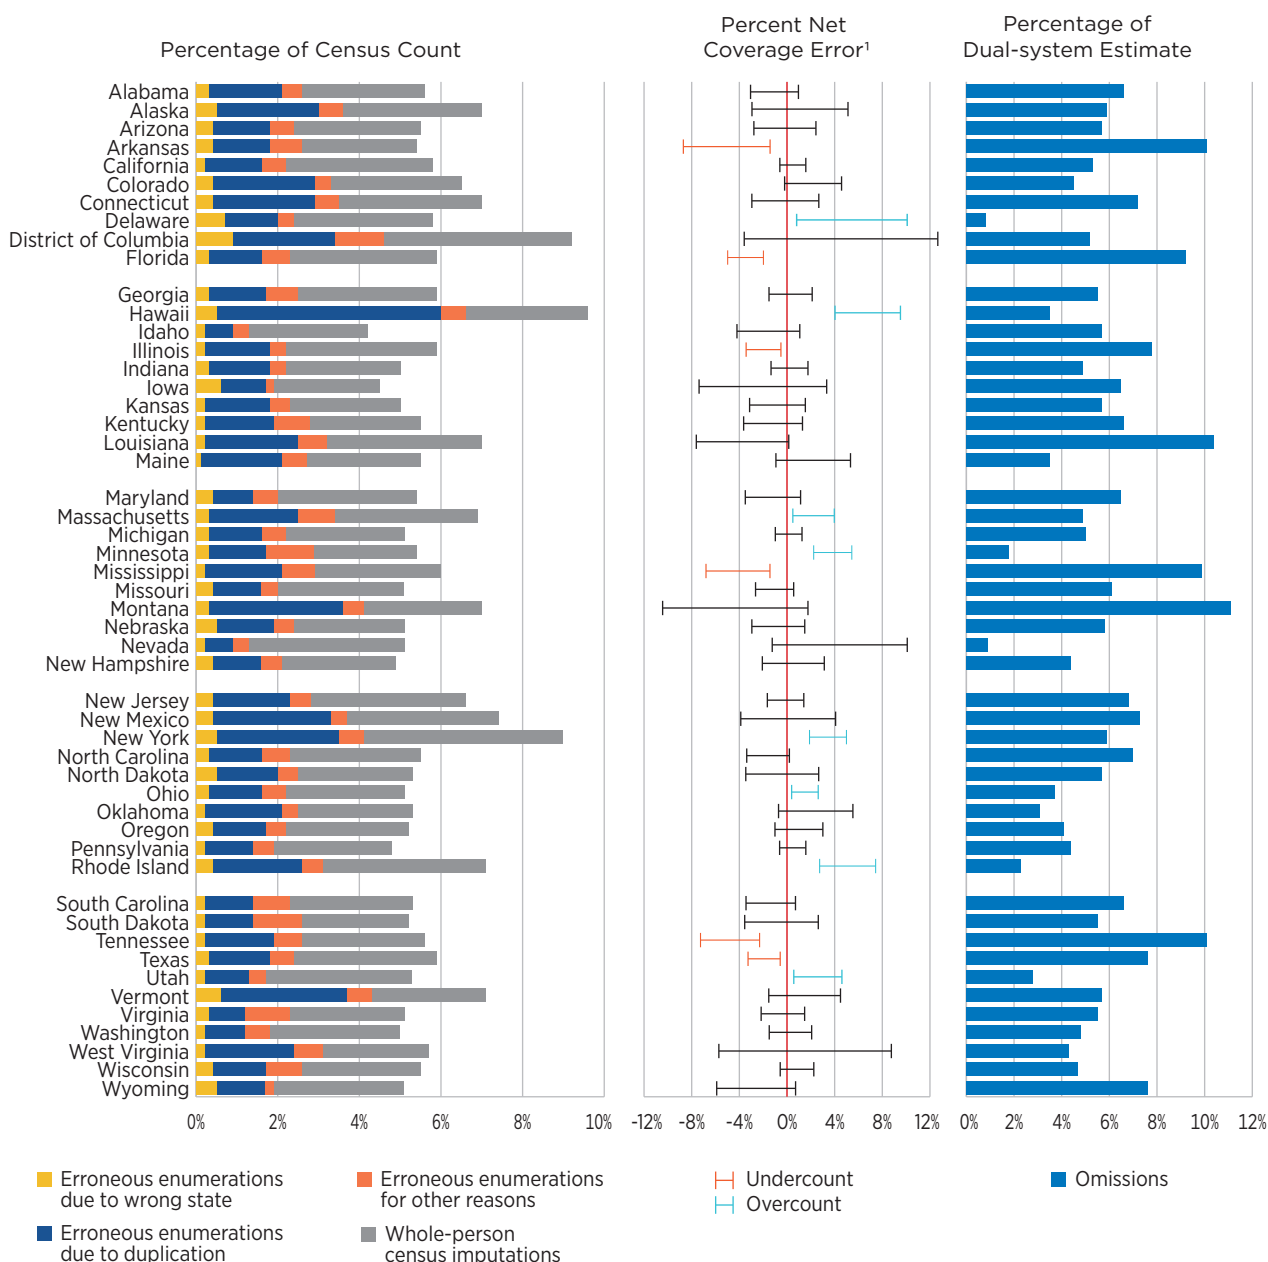 Percentage of Census Count
Percent Net
Coverage Error¹
Percentage of
Dual-system Estimate
Alabama
Alaska
Arizona
Arkansas
California
Colorado
Connecticut
Delaware
District of Columbia
Florida
Georgia
Hawaii
Idaho
Illinois
Indiana
Iowa
Kansas
Kentucky
Louisiana
Maine
Maryland
Massachusetts
Michigan
Minnesota
Mississippi
Missouri
Montana
Nebraska
Nevada
New Hampshire
New Jersey
New Mexico
New York
North Carolina
North Dakota
Ohio
Oklahoma
Oregon
Pennsylvania
Rhode Island
South Carolina
South Dakota
Tennessee
Texas
Utah
Vermont
Virginia
Washington
West Virginia
Wisconsin
Wyoming
0% 2% 4% 6% 8% 10%
-12% -8% -4% 0% 4% 8% 12%
0% 2% 4% 6% 8% 10% 12%
Erroneous enumerations
due to wrong state
Erroneous enumerations
due to duplication
Erroneous enumerations
for other reasons
Whole-person
census imputations
Undercount
Overcount
Omissions